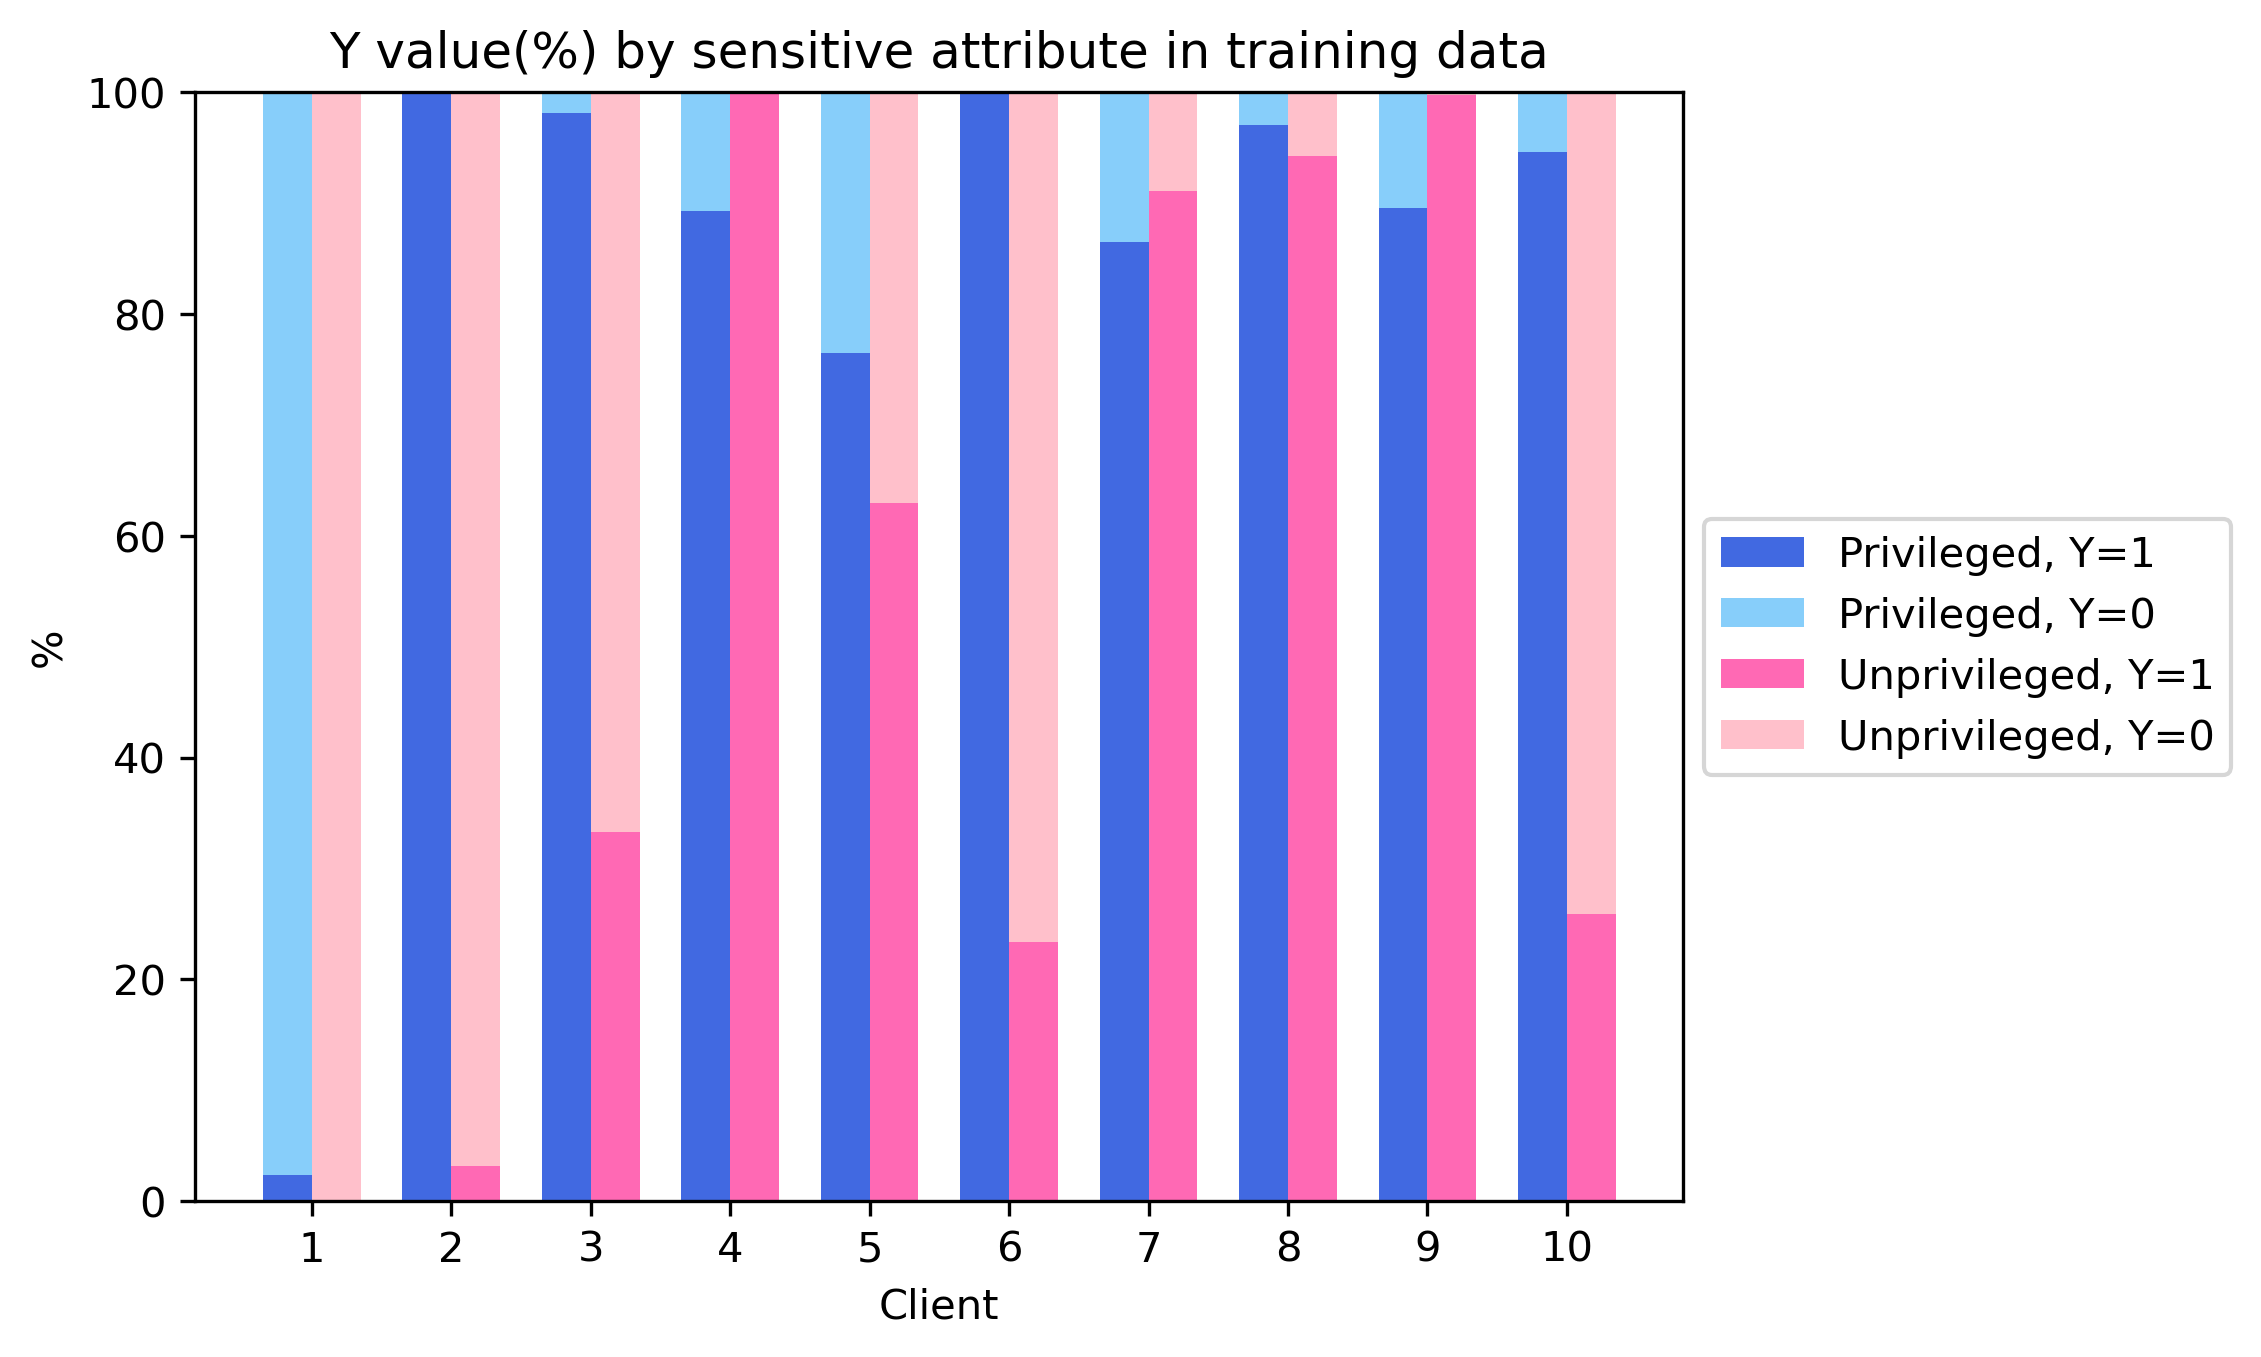 Y value(%) by sensitive attribute in training data
100
80
60
40
20
0
%
1 2 3 4 5 6 7 8 9 10
Client
Privileged, Y=1
Privileged, Y=0
Unprivileged, Y=1
Unprivileged, Y=0